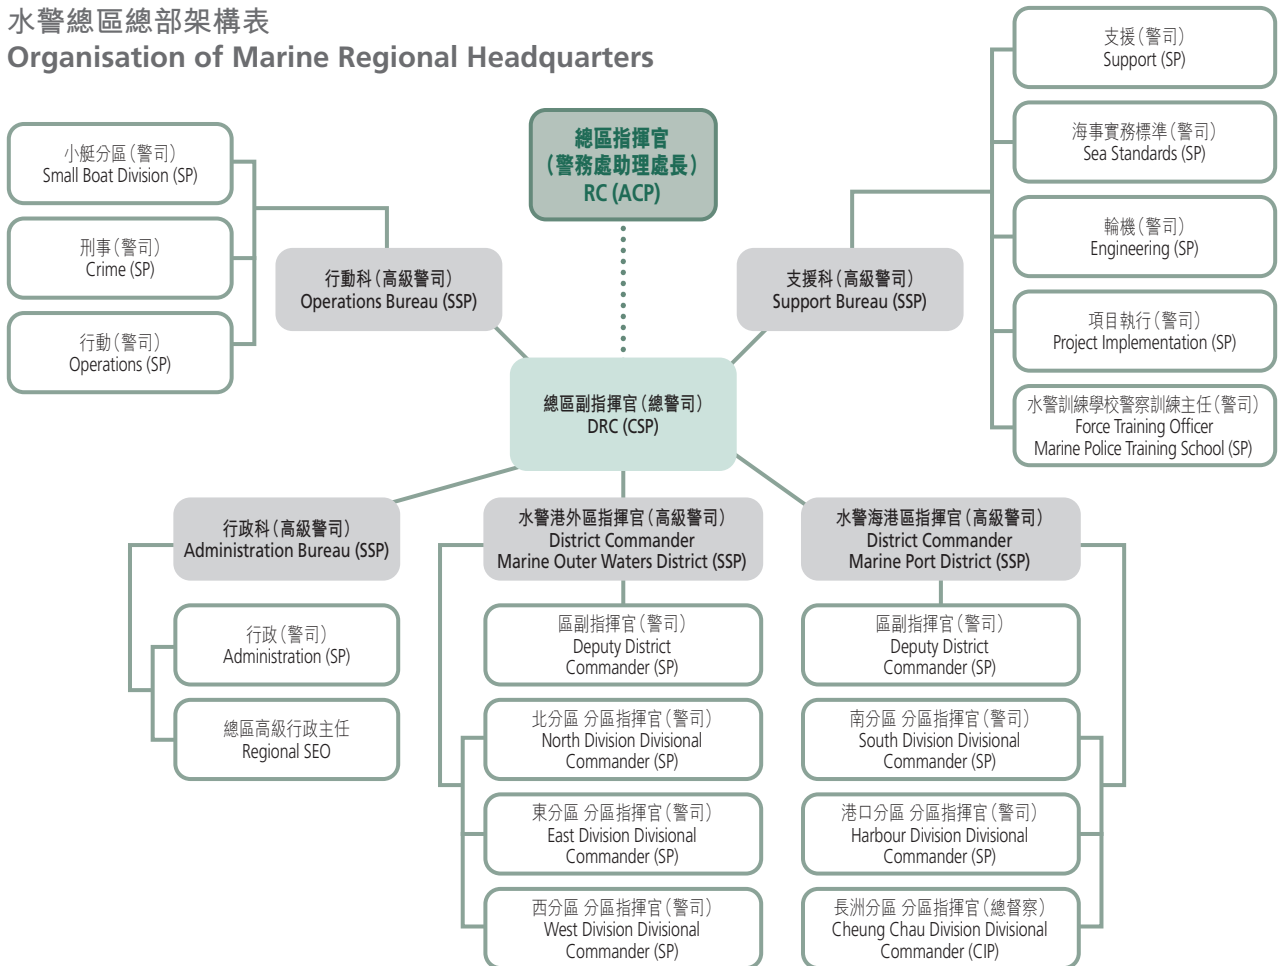 水警總區總部架構表
Organisation of Marine Regional Headquarters
總區指揮官
(警務處助理處長)
RC (ACP)
小艇分區(警司)
Small Boat Division (SP)
刑事(警司)
Crime (SP)
行動(警司)
Operations (SP)
行動科(高級警司)
Operations Bureau (SSP)
支援科(高級警司)
Support Bureau (SSP)
支援(警司)
Support (SP)
海事實務標準(警司)
Sea Standards (SP)
輪機(警司)
Engineering (SP)
項目執行(警司)
Project Implementation (SP)
水警訓練學校警察訓練主任(警司)
Force Training Officer
Marine Police Training School (SP)
總區副指揮官(總警司)
DRC (CSP)
行政科(高級警司)
Administration Bureau (SSP)
行政(警司)
Administration (SP)
總區高級行政主任
Regional SEO
水警港外區指揮官(高級警司)
District Commander
Marine Outer Waters District (SSP)
區副指揮官(警司)
Deputy District
Commander (SP)
北分區 分區指揮官(警司)
North Division Divisional
Commander (SP)
東分區 分區指揮官(警司)
East Division Divisional
Commander (SP)
西分區 分區指揮官(警司)
West Division Divisional
Commander (SP)
水警海港區指揮官(高級警司)
District Commander
Marine Port District (SSP)
區副指揮官(警司)
Deputy District
Commander (SP)
南分區 分區指揮官(警司)
South Division Divisional
Commander (SP)
港口分區 分區指揮官(警司)
Harbour Division Divisional
Commander (SP)
長洲分區 分區指揮官(總督察)
Cheung Chau Division Divisional
Commander (CIP)